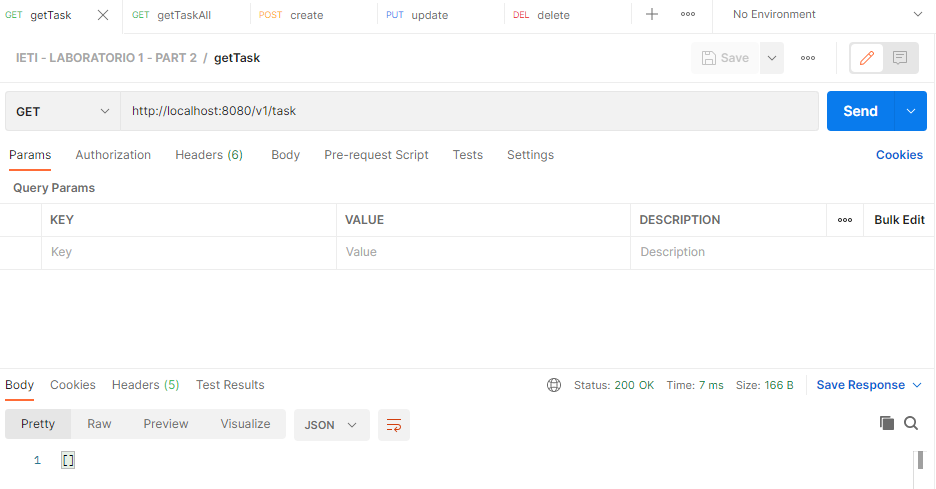 GET getTask GET getTaskAll POST create PUT update DEL delete No Environment
IETI - LABORATORIO 1 - PART 2 / getTask Save
GET http://localhost:8080/v1/task Send
Params Authorization Headers (6) Body Pre-request Script Tests Settings Cookies
Query Params
KEY VALUE DESCRIPTION Bulk Edit
Key Value Description
Body Cookies Headers (5) Test Results Status: 200 OK Time: 7 ms Size: 166 B Save Response
Pretty Raw Preview Visualize JSON
1 []